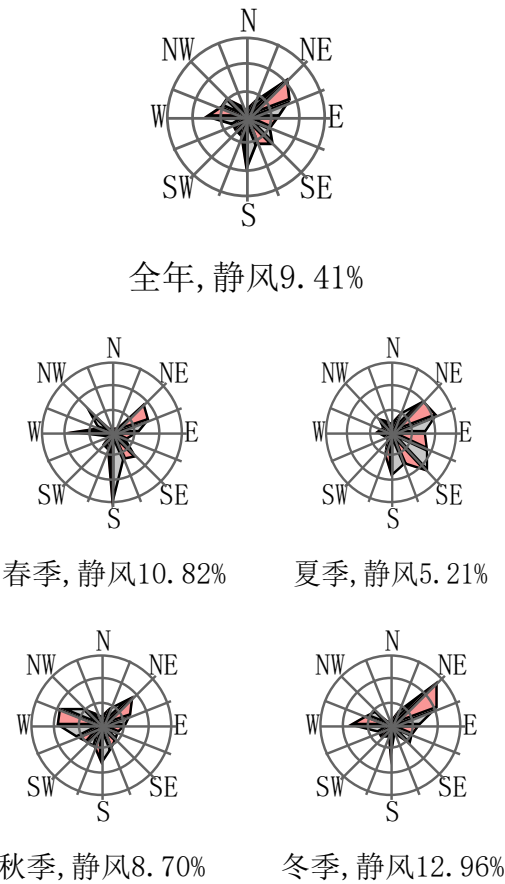 N
NW NE
W E
SW SE
S
全年,静风9.41%
N N
NW NE NW NE
W E W E
SW SE SW SE
S S
春季,静风10.82% 夏季,静风5.21%
N N
NW NE NW NE
W E W E
SW SE SW SE
S S
秋季,静风8.70% 冬季,静风12.96%